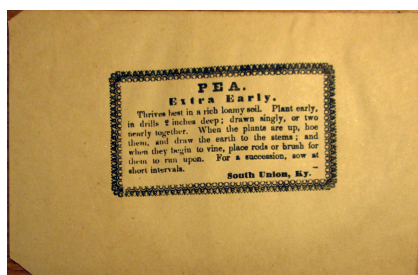 PEA.
Extra Early.
Thrives best in a rich loamy soil. Plant early,
in drills 2 inches deep; drawn singly, or two
nearly together. When the plants are up, hoe
them, and draw the earth to the stems; and
when they begin to vine, place rods or brush for
them to run upon. For a succession, sow at
short intervals.
South Union, Ky.